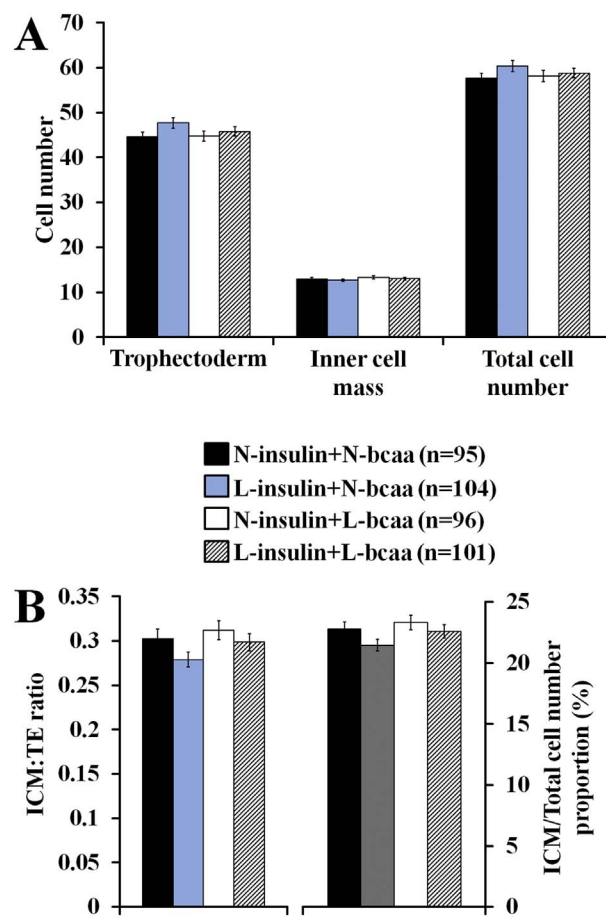 A
Cell number
70
60
50
40
30
20
10
0
Trophectoderm
Inner cell
mass
Total cell
number
N-insulin+N-bcaa (n=95)
L-insulin+N-bcaa (n=104)
N-insulin+L-bcaa (n=96)
L-insulin+L-bcaa (n=101)
B
ICM:TE ratio
0.35
0.3
0.25
0.2
0.15
0.1
0.05
0
25
20
15
10
5
0
ICM/Total cell number
proportion (%)